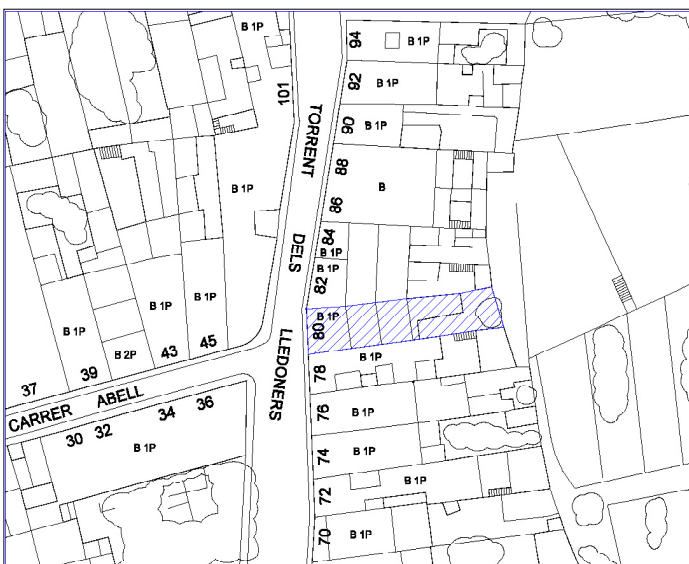 B 1P
94
B 1P
101
92
B 1P
TORRENT
90
B 1P
88
B 1P
B
86
84
DELS
B 1P
B 1P
82
B 1P
B 1P
B 1P
B 1P
80
LLEDONERS
45
43
B 2P
B 1P
39
78
37
CARRER ABELL
36
34
76
B 1P
32
30
B 1P
74
B 1P
72
B 1P
70
B 1P